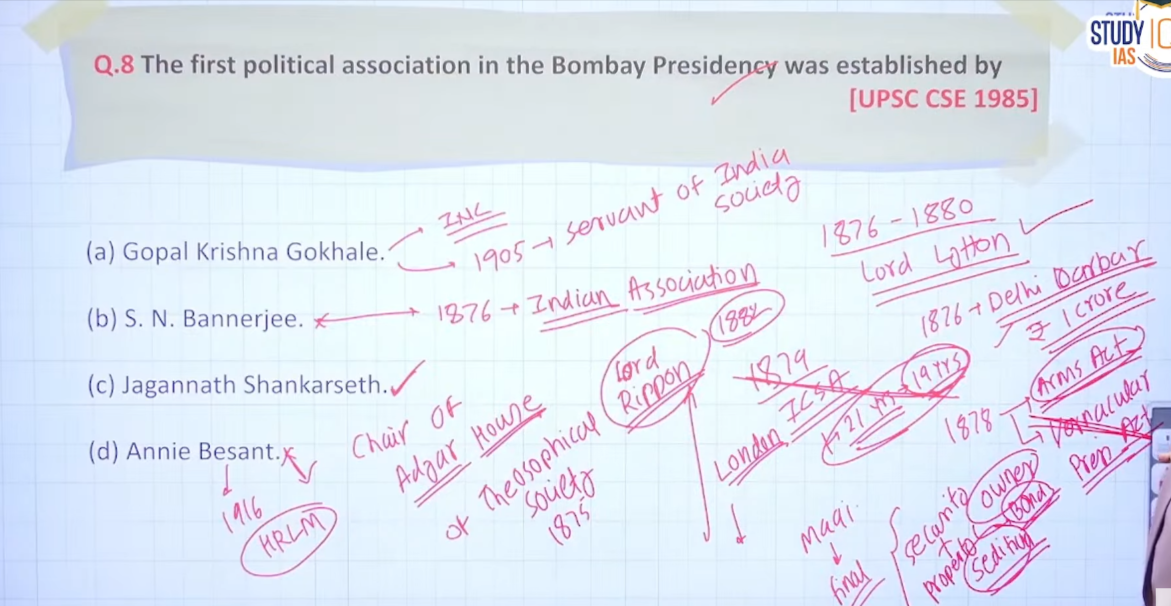 STUDY IQ
IAS
Q.8 The first political association in the Bombay Presidency was established by
[UPSC CSE 1985]
(a) Gopal Krishna Gokhale.
INC
1905 → servant of India
society
(b) S. N. Bannerjee.
1876 → Indian Association
(c) Jagannath Shankarseth.
(d) Annie Besant.
1916
HRLM
Chair of
Adyar House
of Theosophical
society
1875
Lord
Rippon
1882
1876 - 1880
Lord Lytton
1876 → Delhi Darbar
₹ 1 crore
1879
London, ICSA
21 yrs
19 yrs
1878
Arms Act
Vernacular
Press Act
Magi.
↓
final
security
+
property
owner
Bond
Sedition